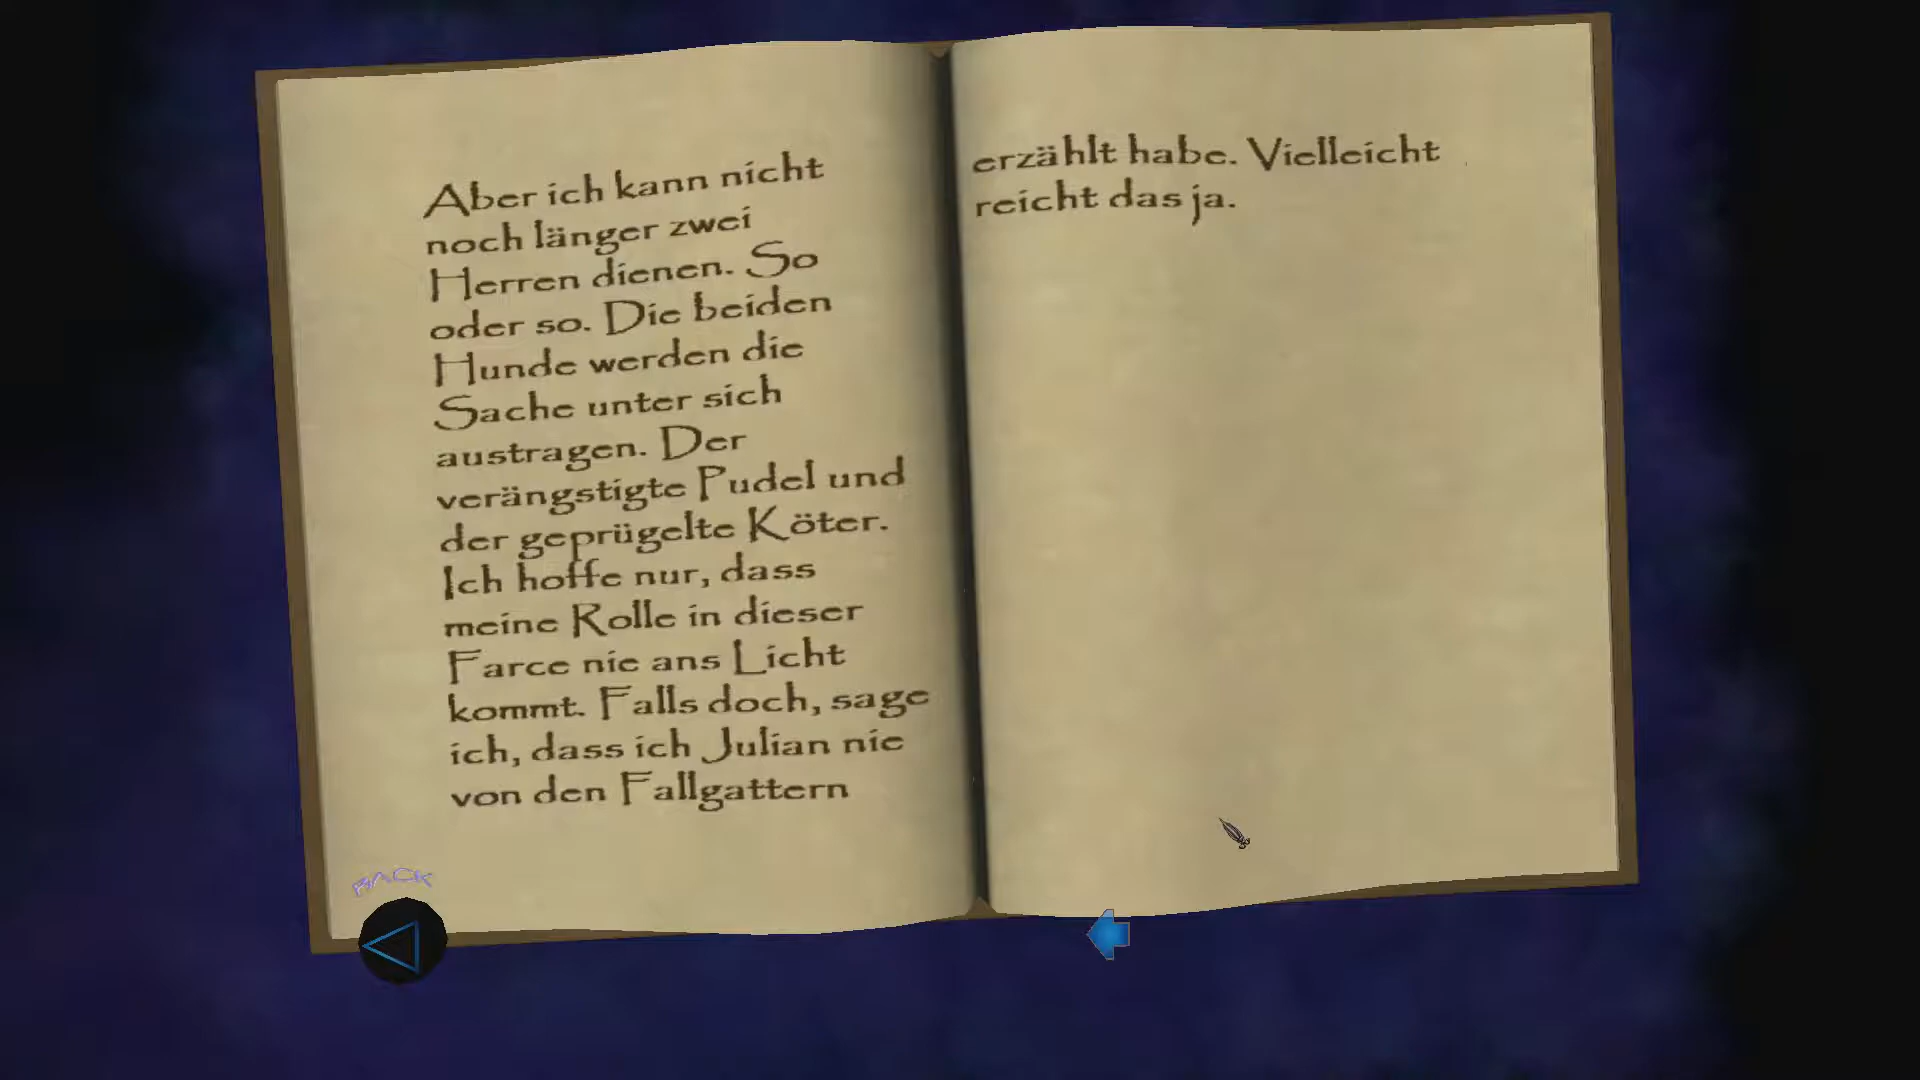 Aber ich kann nicht
noch länger zwei
Herren dienen. So
oder so. Die beiden
Hunde werden die
Sache unter sich
austragen. Der
verängstigte Pudel und
der geprügelte Köter.
Ich hoffe nur, dass
meine Rolle in dieser
Farce nie ans Licht
kommt. Falls doch, sage
ich, dass ich Julian nie
von den Fallgattern
erzählt habe. Vielleicht
reicht das ja.
BACK